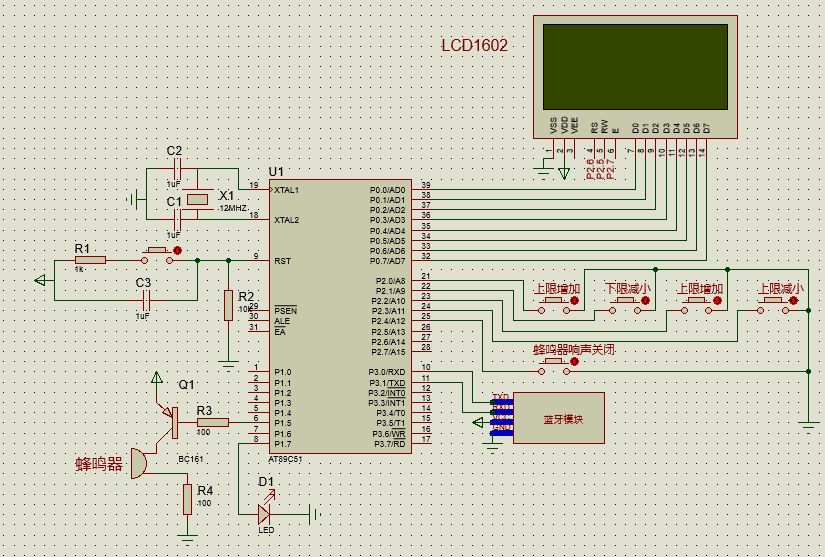 LCD1602
VSS
VDD
VEE
RS
RW
E
D0
D1
D2
D3
D4
D5
D6
D7
1
2
3
4
5
6
7
8
9
10
11
12
13
14
P2.6
P2.5
P2.7
C2
1uF
C1
1uF
X1
12MHZ
R1
1k
C3
1uF
R2
10k
U1
19
XTAL1
18
XTAL2
9
RST
29
PSEN
30
ALE
31
EA
1
P1.0
2
P1.1
3
P1.2
4
P1.3
5
P1.4
6
P1.5
7
P1.6
8
P1.7
AT89C51
P0.0/AD0
39
P0.1/AD1
38
P0.2/AD2
37
P0.3/AD3
36
P0.4/AD4
35
P0.5/AD5
34
P0.6/AD6
33
P0.7/AD7
32
P2.0/A8
21
P2.1/A9
22
P2.2/A10
23
P2.3/A11
24
P2.4/A12
25
P2.5/A13
26
P2.6/A14
27
P2.7/A15
28
P3.0/RXD
10
P3.1/TXD
11
P3.2/INT0
12
P3.3/INT1
13
P3.4/T0
14
P3.5/T1
15
P3.6/WR
16
P3.7/RD
17
上限增加
下限减小
上限增加
上限减小
蜂鸣器响声关闭
TXD
RXD
VCC
GND
蓝牙模块
Q1
BC161
R3
100
蜂鸣器
R4
100
D1
LED